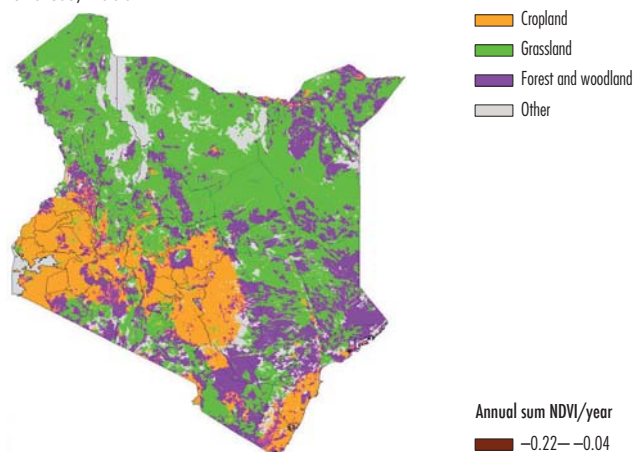 Cropland
Grassland
Forest and woodland
Other
Annual sum NDVI/year
−0.22— −0.04